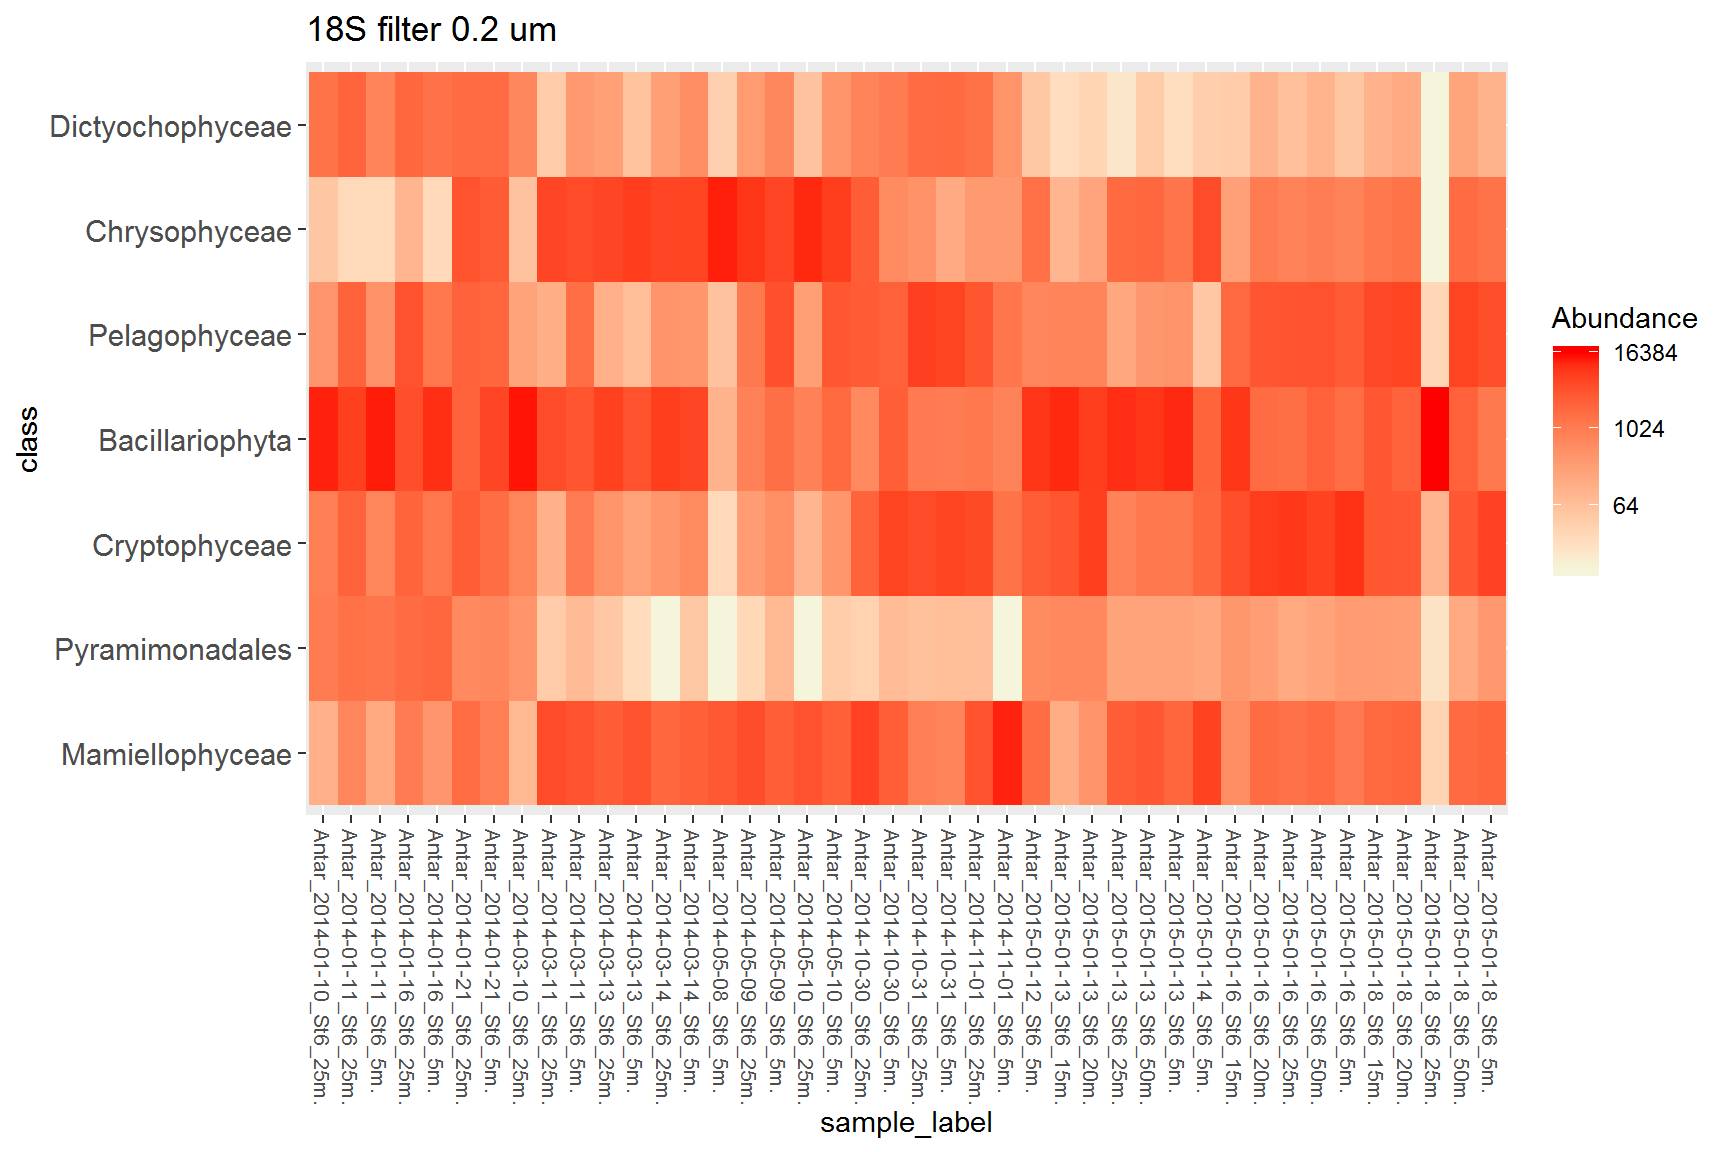 18S filter 0.2 um
class
Dictyochophyceae
Chrysophyceae
Pelagophyceae
Bacillariophyta
Cryptophyceae
Pyramimonadales
Mamiellophyceae
Antar_2014-01-10_St6_25m.
Antar_2014-01-11_St6_25m.
Antar_2014-01-11_St6_5m.
Antar_2014-01-16_St6_25m.
Antar_2014-01-16_St6_5m.
Antar_2014-01-21_St6_25m.
Antar_2014-01-21_St6_5m.
Antar_2014-03-10_St6_25m.
Antar_2014-03-11_St6_25m.
Antar_2014-03-11_St6_5m.
Antar_2014-03-13_St6_25m.
Antar_2014-03-13_St6_5m.
Antar_2014-03-14_St6_25m.
Antar_2014-03-14_St6_5m.
Antar_2014-05-08_St6_5m.
Antar_2014-05-09_St6_25m.
Antar_2014-05-09_St6_5m.
Antar_2014-05-10_St6_25m.
Antar_2014-05-10_St6_5m.
Antar_2014-10-30_St6_25m.
Antar_2014-10-30_St6_5m.
Antar_2014-10-31_St6_25m.
Antar_2014-10-31_St6_5m.
Antar_2014-11-01_St6_25m.
Antar_2014-11-01_St6_5m.
Antar_2015-01-12_St6_5m.
Antar_2015-01-13_St6_15m.
Antar_2015-01-13_St6_20m.
Antar_2015-01-13_St6_25m.
Antar_2015-01-13_St6_50m.
Antar_2015-01-13_St6_5m.
Antar_2015-01-14_St6_5m.
Antar_2015-01-16_St6_15m.
Antar_2015-01-16_St6_20m.
Antar_2015-01-16_St6_25m.
Antar_2015-01-16_St6_50m.
Antar_2015-01-16_St6_5m.
Antar_2015-01-18_St6_15m.
Antar_2015-01-18_St6_20m.
Antar_2015-01-18_St6_25m.
Antar_2015-01-18_St6_50m.
Antar_2015-01-18_St6_5m.
sample_label
Abundance
16384
1024
64